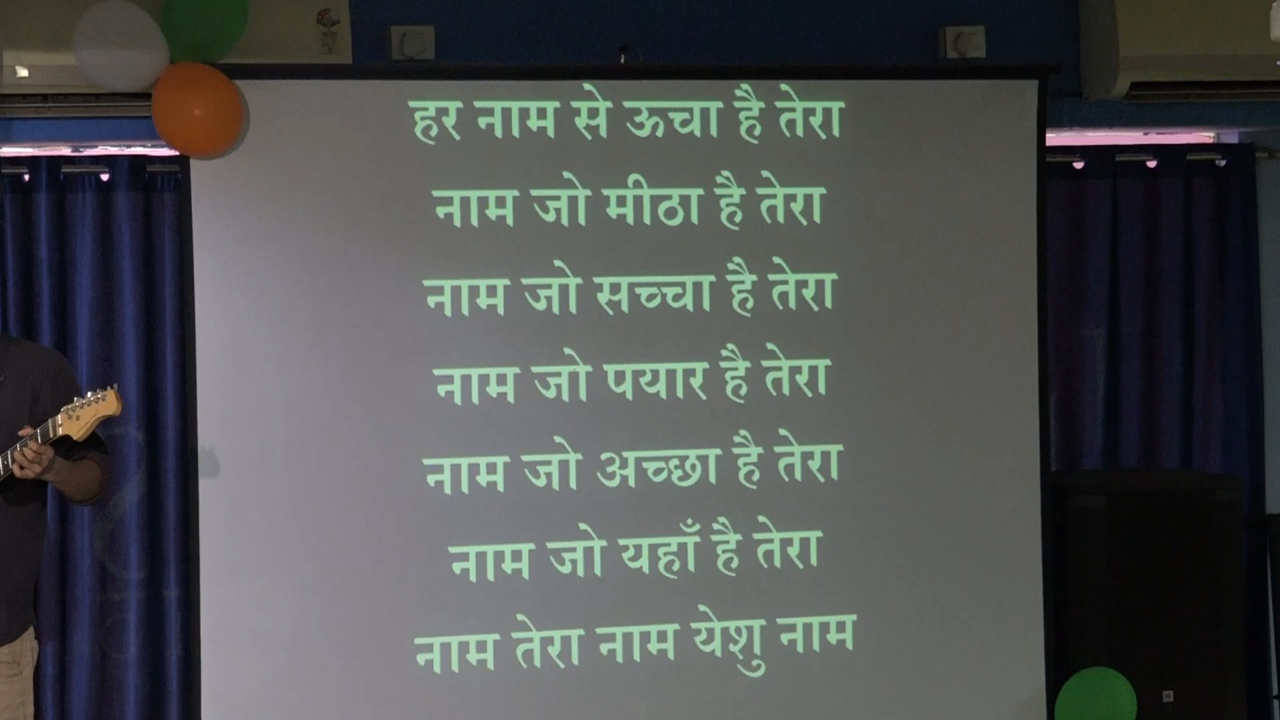 हर नाम से ऊचा है तेरा
नाम जो मीठा है तेरा
नाम जो सच्चा है तेरा
नाम जो पयार है तेरा
नाम जो अच्छा है तेरा
नाम जो यहाँ है तेरा
नाम तेरा नाम येशु नाम